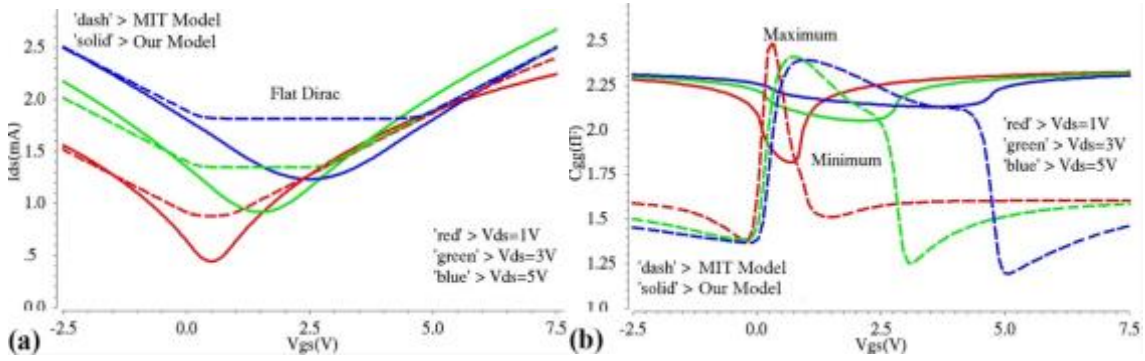 'dash' > MIT Model
'solid' > Our Model
2.5
2.0
1.5
1.0
.5
0.0
Ids(mA)
Flat Dirac
'red' > Vds=1V
'green' > Vds=3V
'blue' > Vds=5V
-2.5
0.0
2.5
5.0
7.5
Vgs(V)
(a)
Maximum
2.5
2.25
2.0
1.75
1.5
1.25
1.0
'red' > Vds=1V
'green' > Vds=3V
'blue' > Vds=5V
Minimum
'dash' > MIT Model
'solid' > Our Model
-2.5
0.0
2.5
5.0
7.5
Vgs(V)
(b)